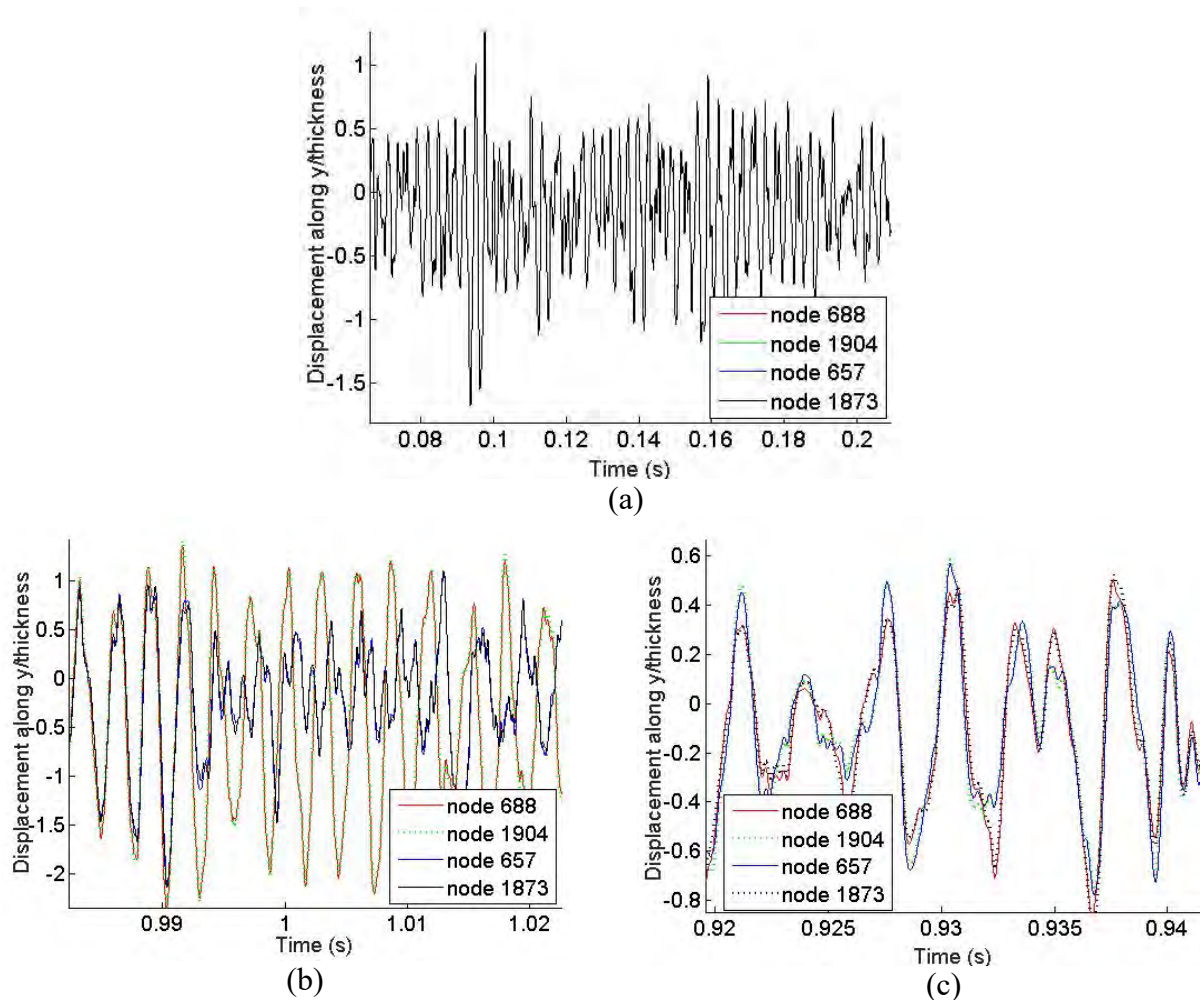 Displacement along y/thickness
1
0.5
0
-0.5
-1
-1.5
node 688
node 1904
node 657
node 1873
0.08 0.1 0.12 0.14 0.16 0.18 0.2
Time (s)
(a)
Displacement along y/thickness
1
0.5
0
-0.5
-1
-1.5
-2
node 688
node 1904
node 657
node 1873
0.99 1 1.01 1.02
Time (s)
(b)
Displacement along y/thickness
0.6
0.4
0.2
0
-0.2
-0.4
-0.6
-0.8
node 688
node 1904
node 657
node 1873
0.92 0.925 0.93 0.935 0.94
Time (s)
(c)